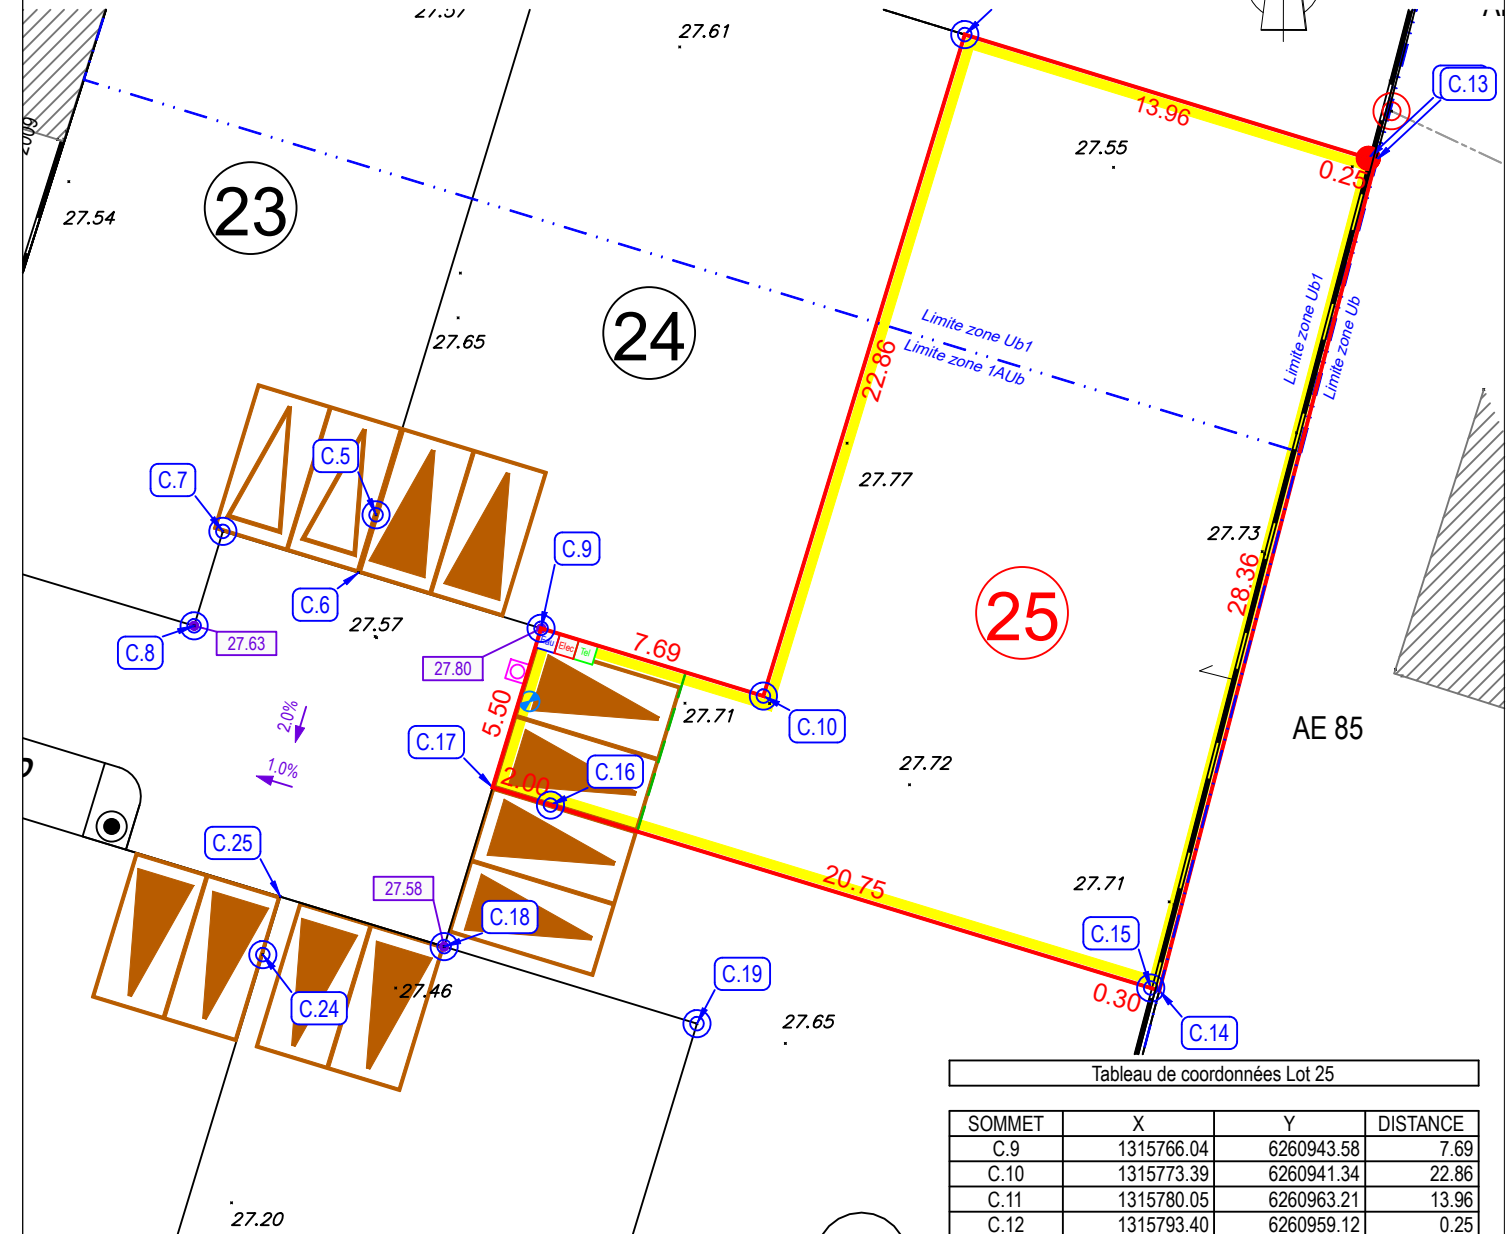 27.57
27.61
C.13
13.96
27.55
0.25
2009
23
27.54
24
27.65
Limite zone Ub1
Limite zone 1AUb
Limite zone Ub1
Limite zone Ub
22.86
27.77
C.5
C.7
C.9
C.6
27.57
C.8
27.63
27.80
Eau
Elec
Tel
7.69
25
27.73
28.36
5.50
27.71
C.10
AE 85
2.0%
1.0%
C.17
2.00
C.16
27.72
C.25
27.58
C.18
20.75
27.71
C.15
C.24
27.46
C.19
0.30
C.14
27.65
27.20
Tableau de coordonnées Lot 25
SOMMET X Y DISTANCE
C.9 1315766.04 6260943.58 7.69
C.10 1315773.39 6260941.34 22.86
C.11 1315780.05 6260963.21 13.96
C.12 1315793.40 6260959.12 0.25